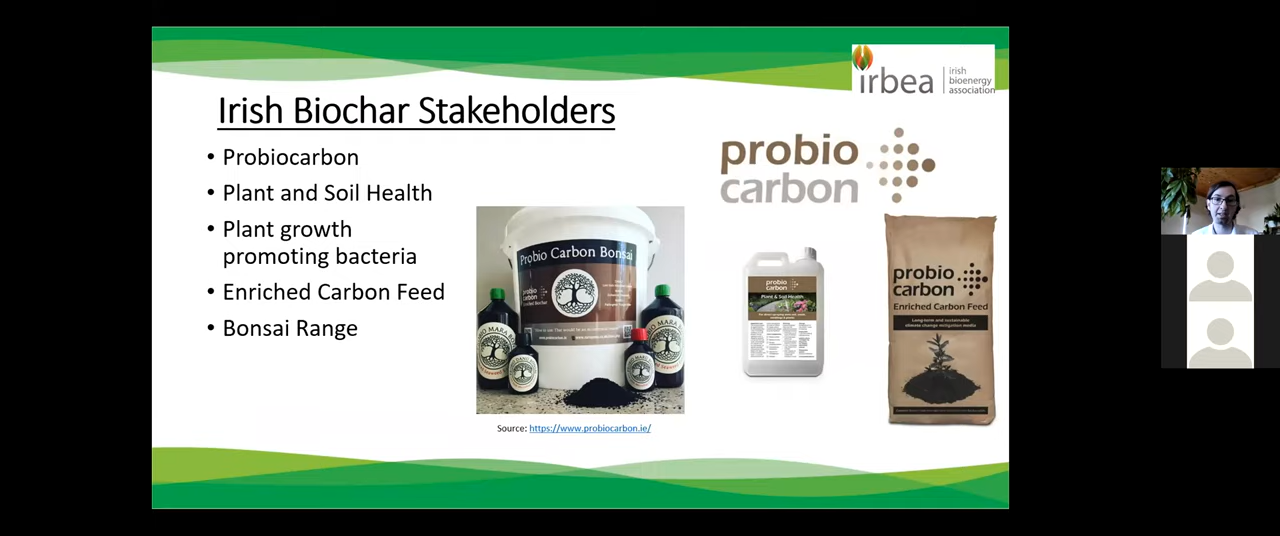 irbea
irish
bioenergy
association
Irish Biochar Stakeholders
• Probiocarbon
• Plant and Soil Health
• Plant growth
promoting bacteria
• Enriched Carbon Feed
• Bonsai Range
probio
carbon
Probio Carbon Bonsai
probio
carbon
Plant & Soil Health
probio
carbon
Enriched Carbon Feed
Long-term and sustainable
climate change mitigation media
Source: https://www.probiocarbon.ie/